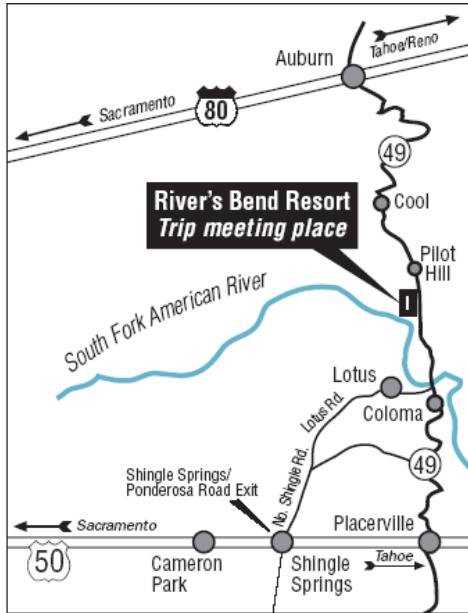 Auburn
Tahoe/Reno
Sacramento
80
49
River's Bend Resort
Trip meeting place
Cool
Pilot
Hill
South Fork American River
Lotus
Lotus Rd.
Coloma
No. Shingle Rd.
49
Shingle Springs/
Ponderosa Road Exit
Sacramento
Placerville
50
Cameron
Park
Shingle
Springs
Tahoe